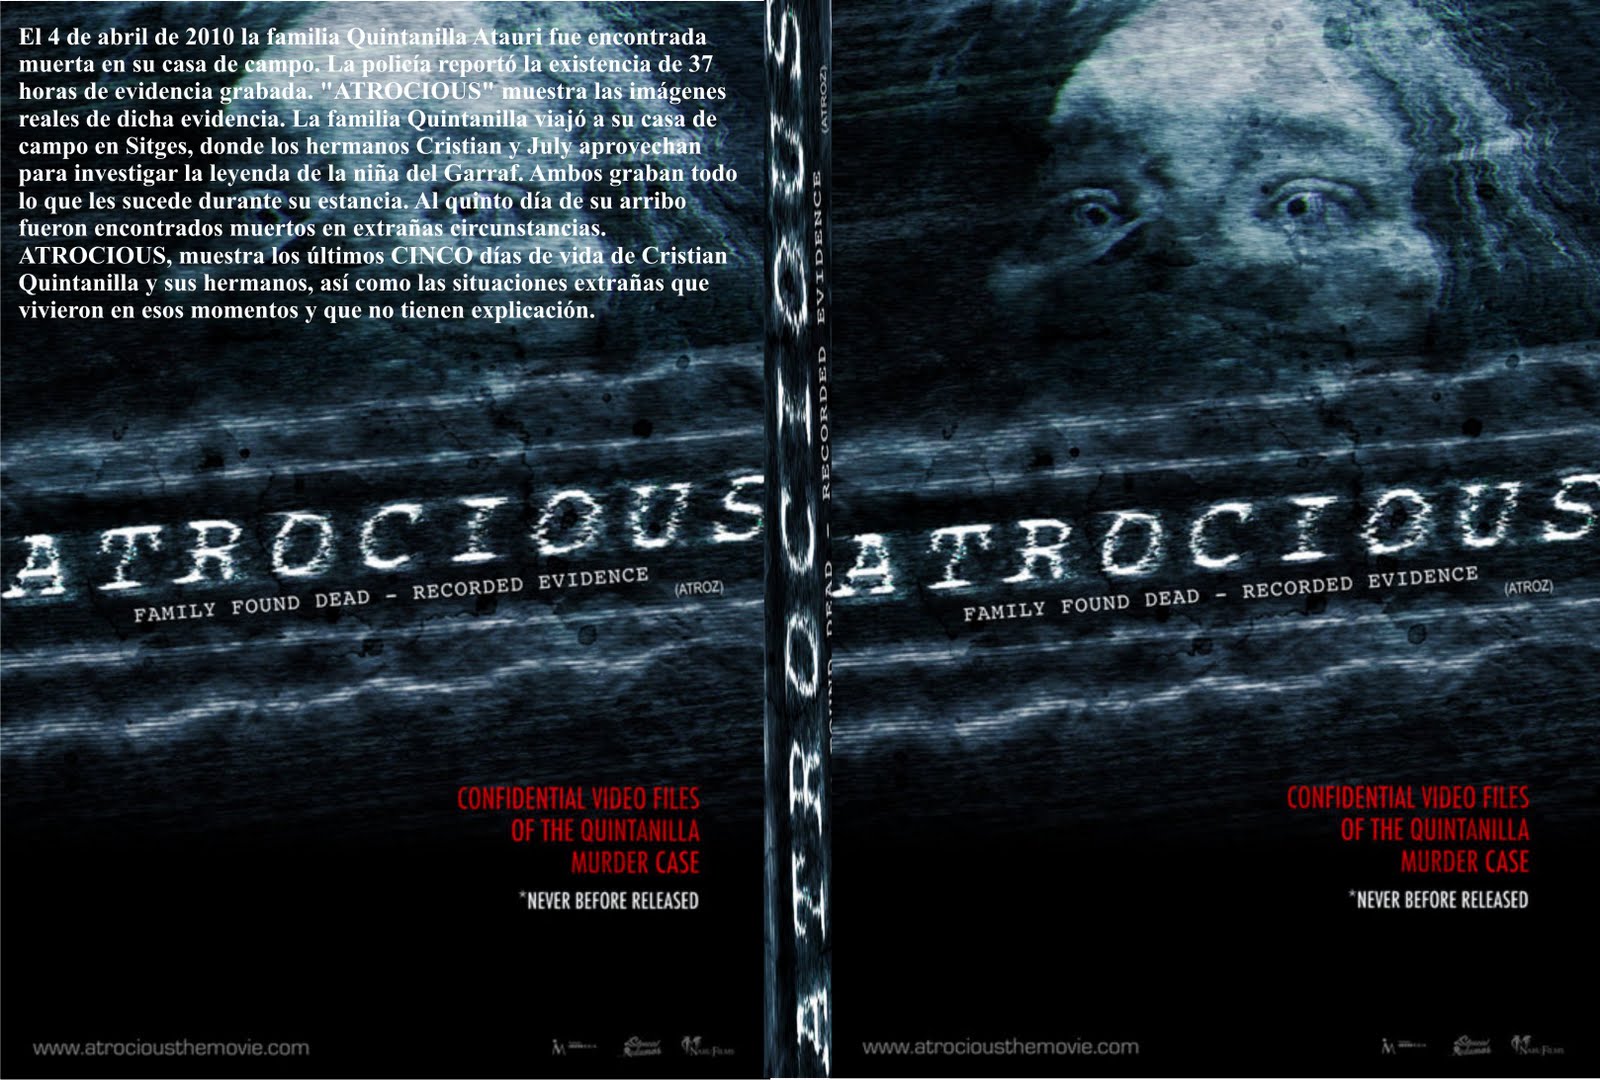 El 4 de abril de 2010 la familia Quintanilla Atauri fue encontrada
muerta en su casa de campo. La policía reportó la existencia de 37
horas de evidencia grabada. "ATROCIOUS" muestra las imágenes
reales de dicha evidencia. La familia Quintanilla viajó a su casa de
campo en Sitges, donde los hermanos Cristian y July aprovechan
para investigar la leyenda de la niña del Garraf. Ambos graban todo
lo que les sucede durante su estancia. Al quinto día de su arribo
fueron encontrados muertos en extrañas circunstancias.
ATROCIOUS, muestra los últimos CINCO días de vida de Cristian
Quintanilla y sus hermanos, así como las situaciones extrañas que
vivieron en esos momentos y que no tienen explicación.
ATROCIOUS
FAMILY FOUND DEAD - RECORDED EVIDENCE (ATROZ)
CONFIDENTIAL VIDEO FILES
OF THE QUINTANILLA
MURDER CASE
*NEVER BEFORE RELEASED
www.atrociousthemovie.com
NABU FILMS
ATROCIOUS
FOUND DEAD - RECORDED EVIDENCE (ATROZ)
ATROCIOUS
FAMILY FOUND DEAD - RECORDED EVIDENCE (ATROZ)
CONFIDENTIAL VIDEO FILES
OF THE QUINTANILLA
MURDER CASE
*NEVER BEFORE RELEASED
www.atrociousthemovie.com
NABU FILMS